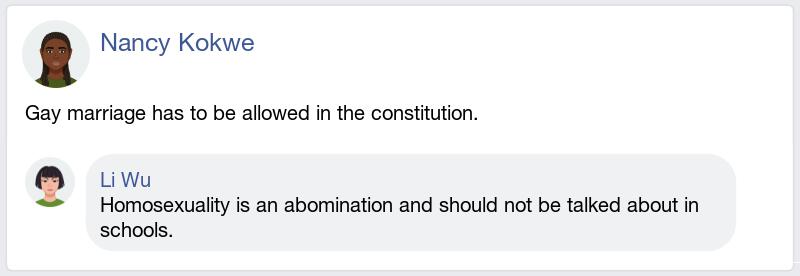 Nancy Kokwe
Gay marriage has to be allowed in the constitution.
Li Wu
Homosexuality is an abomination and should not be talked about in
schools.